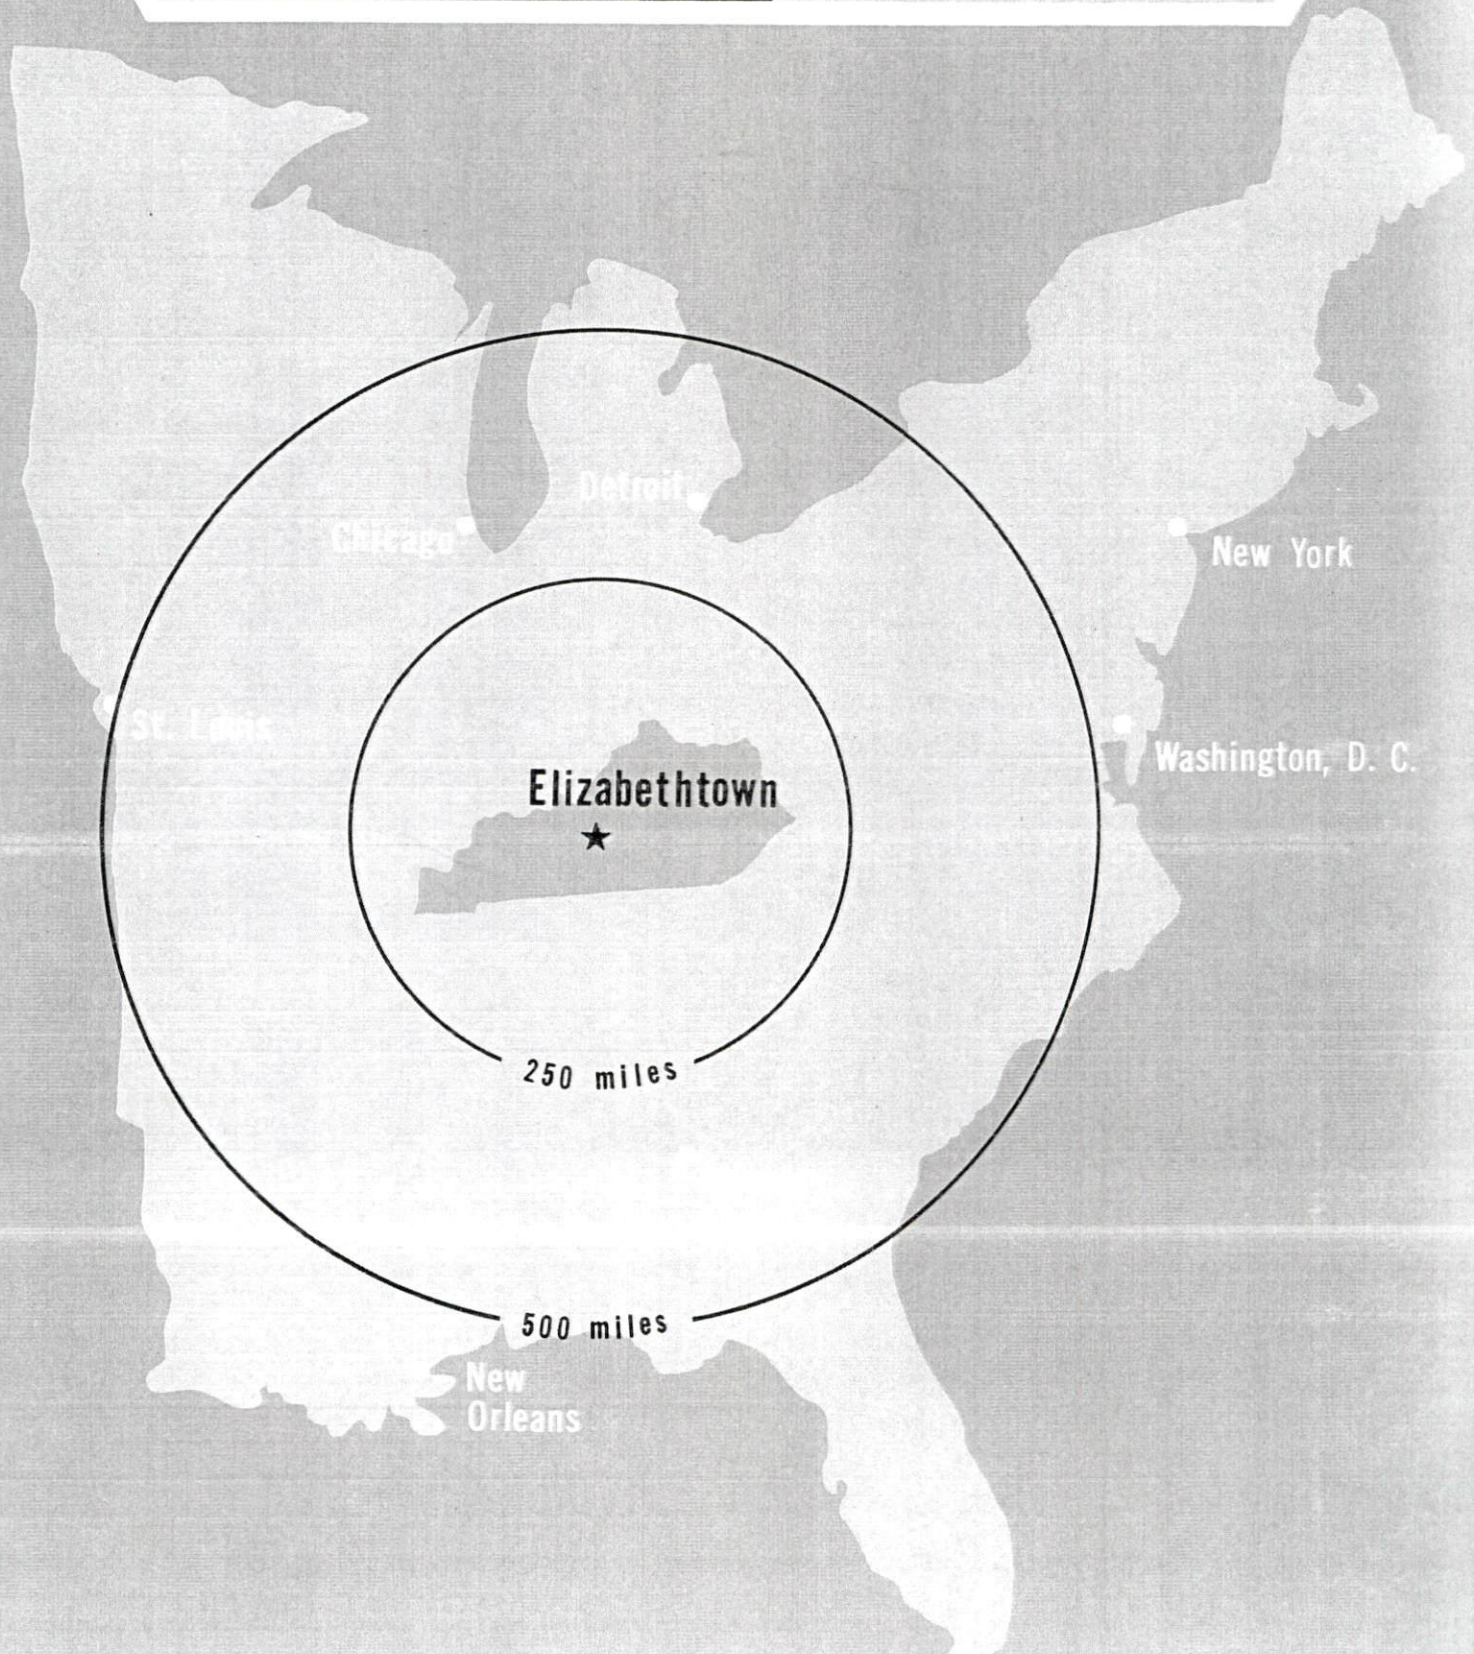 Detroit
Chicago
New York
St. Louis
Washington, D. C.
Elizabethtown
250 miles
500 miles
New
Orleans